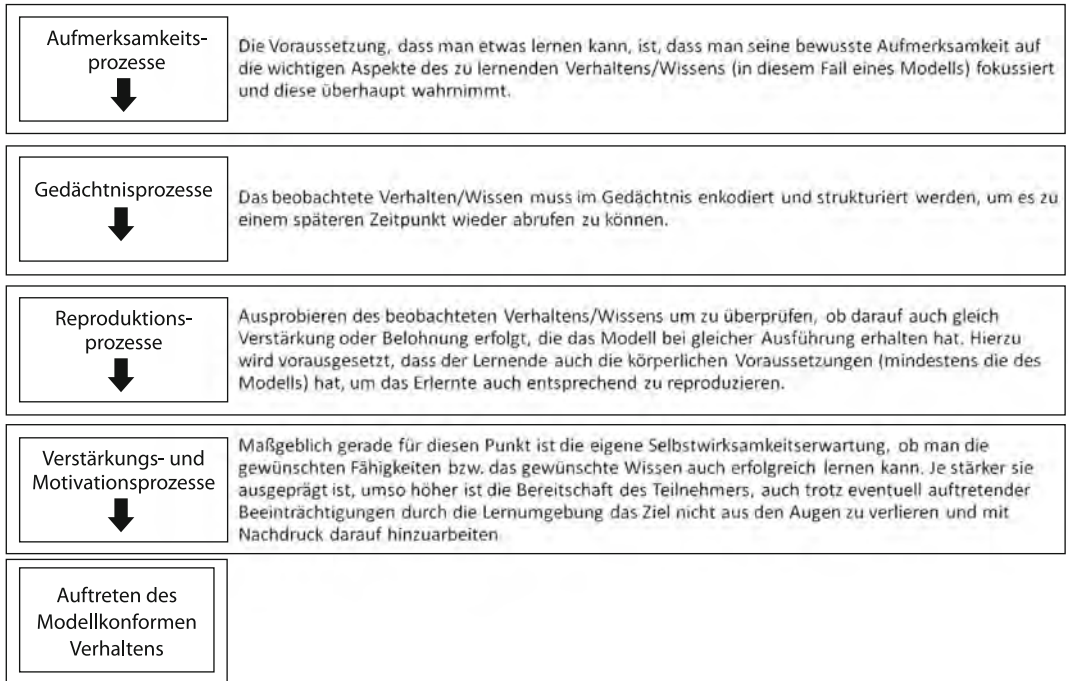 Aufmerksamkeits-
prozesse
Die Voraussetzung, dass man etwas lernen kann, ist, dass man seine bewusste Aufmerksamkeit auf
die wichtigen Aspekte des zu lernenden Verhaltens/Wissens (in diesem Fall eines Modells) fokussiert
und diese überhaupt wahrnimmt.
Gedächtnisprozesse
Das beobachtete Verhalten/Wissen muss im Gedächtnis enkodiert und strukturiert werden, um es zu
einem späteren Zeitpunkt wieder abrufen zu können.
Reproduktions-
prozesse
Ausprobieren des beobachteten Verhaltens/Wissens um zu überprüfen, ob darauf auch gleich
Verstärkung oder Belohnung erfolgt, die das Modell bei gleicher Ausführung erhalten hat. Hierzu
wird vorausgesetzt, dass der Lernende auch die körperlichen Voraussetzungen (mindestens die des
Modells) hat, um das Erlernte auch entsprechend zu reproduzieren.
Verstärkungs- und
Motivationsprozesse
Maßgeblich gerade für diesen Punkt ist die eigene Selbstwirksamkeitserwartung, ob man die
gewünschten Fähigkeiten bzw. das gewünschte Wissen auch erfolgreich lernen kann. Je stärker sie
ausgeprägt ist, umso höher ist die Bereitschaft des Teilnehmers, auch trotz eventuell auftretender
Beeinträchtigungen durch die Lernumgebung das Ziel nicht aus den Augen zu verlieren und mit
Nachdruck darauf hinzuarbeiten
Auftreten des
Modellkonformen
Verhaltens